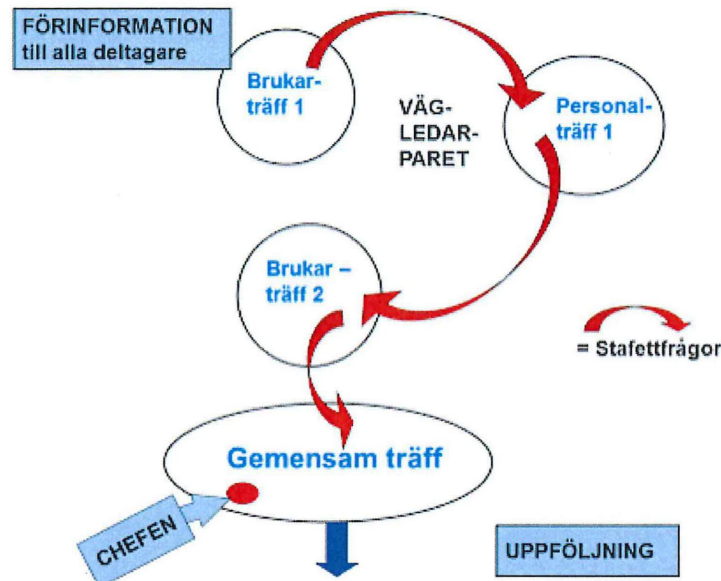 FÖRINFORMATION
till alla deltagare
Brukar-
träff 1
VÄG-
LEDAR-
PARET
Personal-
träff 1
Brukar –
träff 2
= Stafettfrågor
Gemensam träff
CHEFEN
UPPFÖLJNING